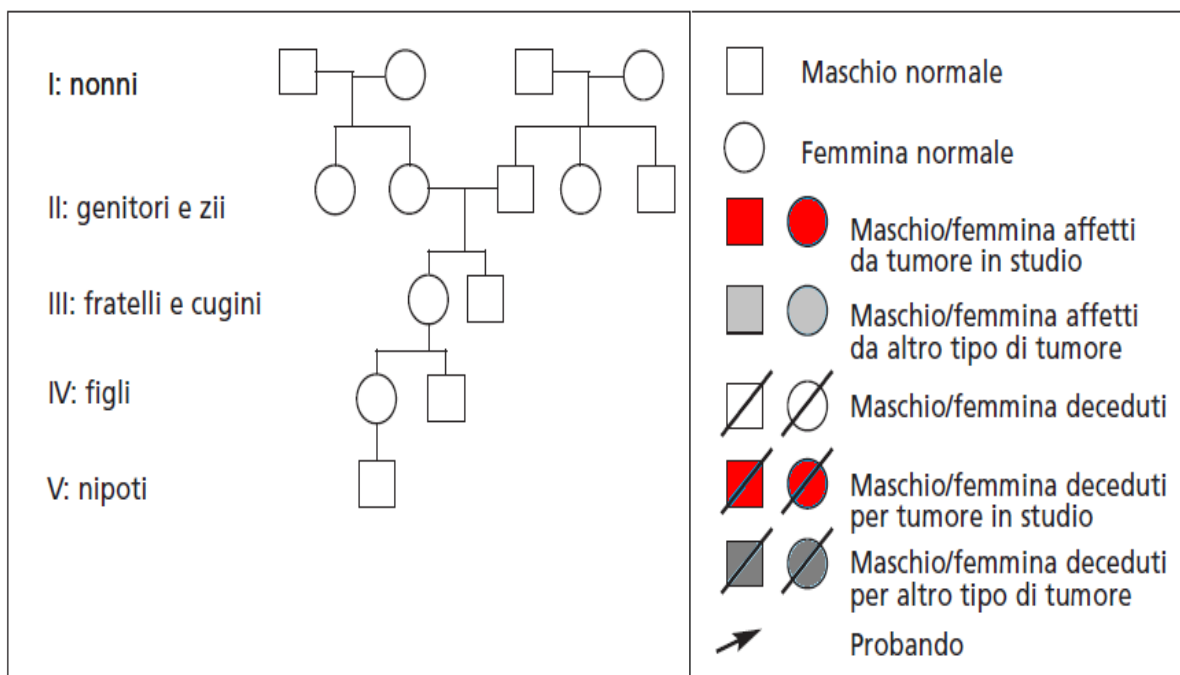 I: nonni
II: genitori e zii
III: fratelli e cugini
IV: figli
V: nipoti
Maschio normale
Femmina normale
Maschio/femmina affetti
da tumore in studio
Maschio/femmina affetti
da altro tipo di tumore
Maschio/femmina deceduti
Maschio/femmina deceduti
per tumore in studio
Maschio/femmina deceduti
per altro tipo di tumore
Probando